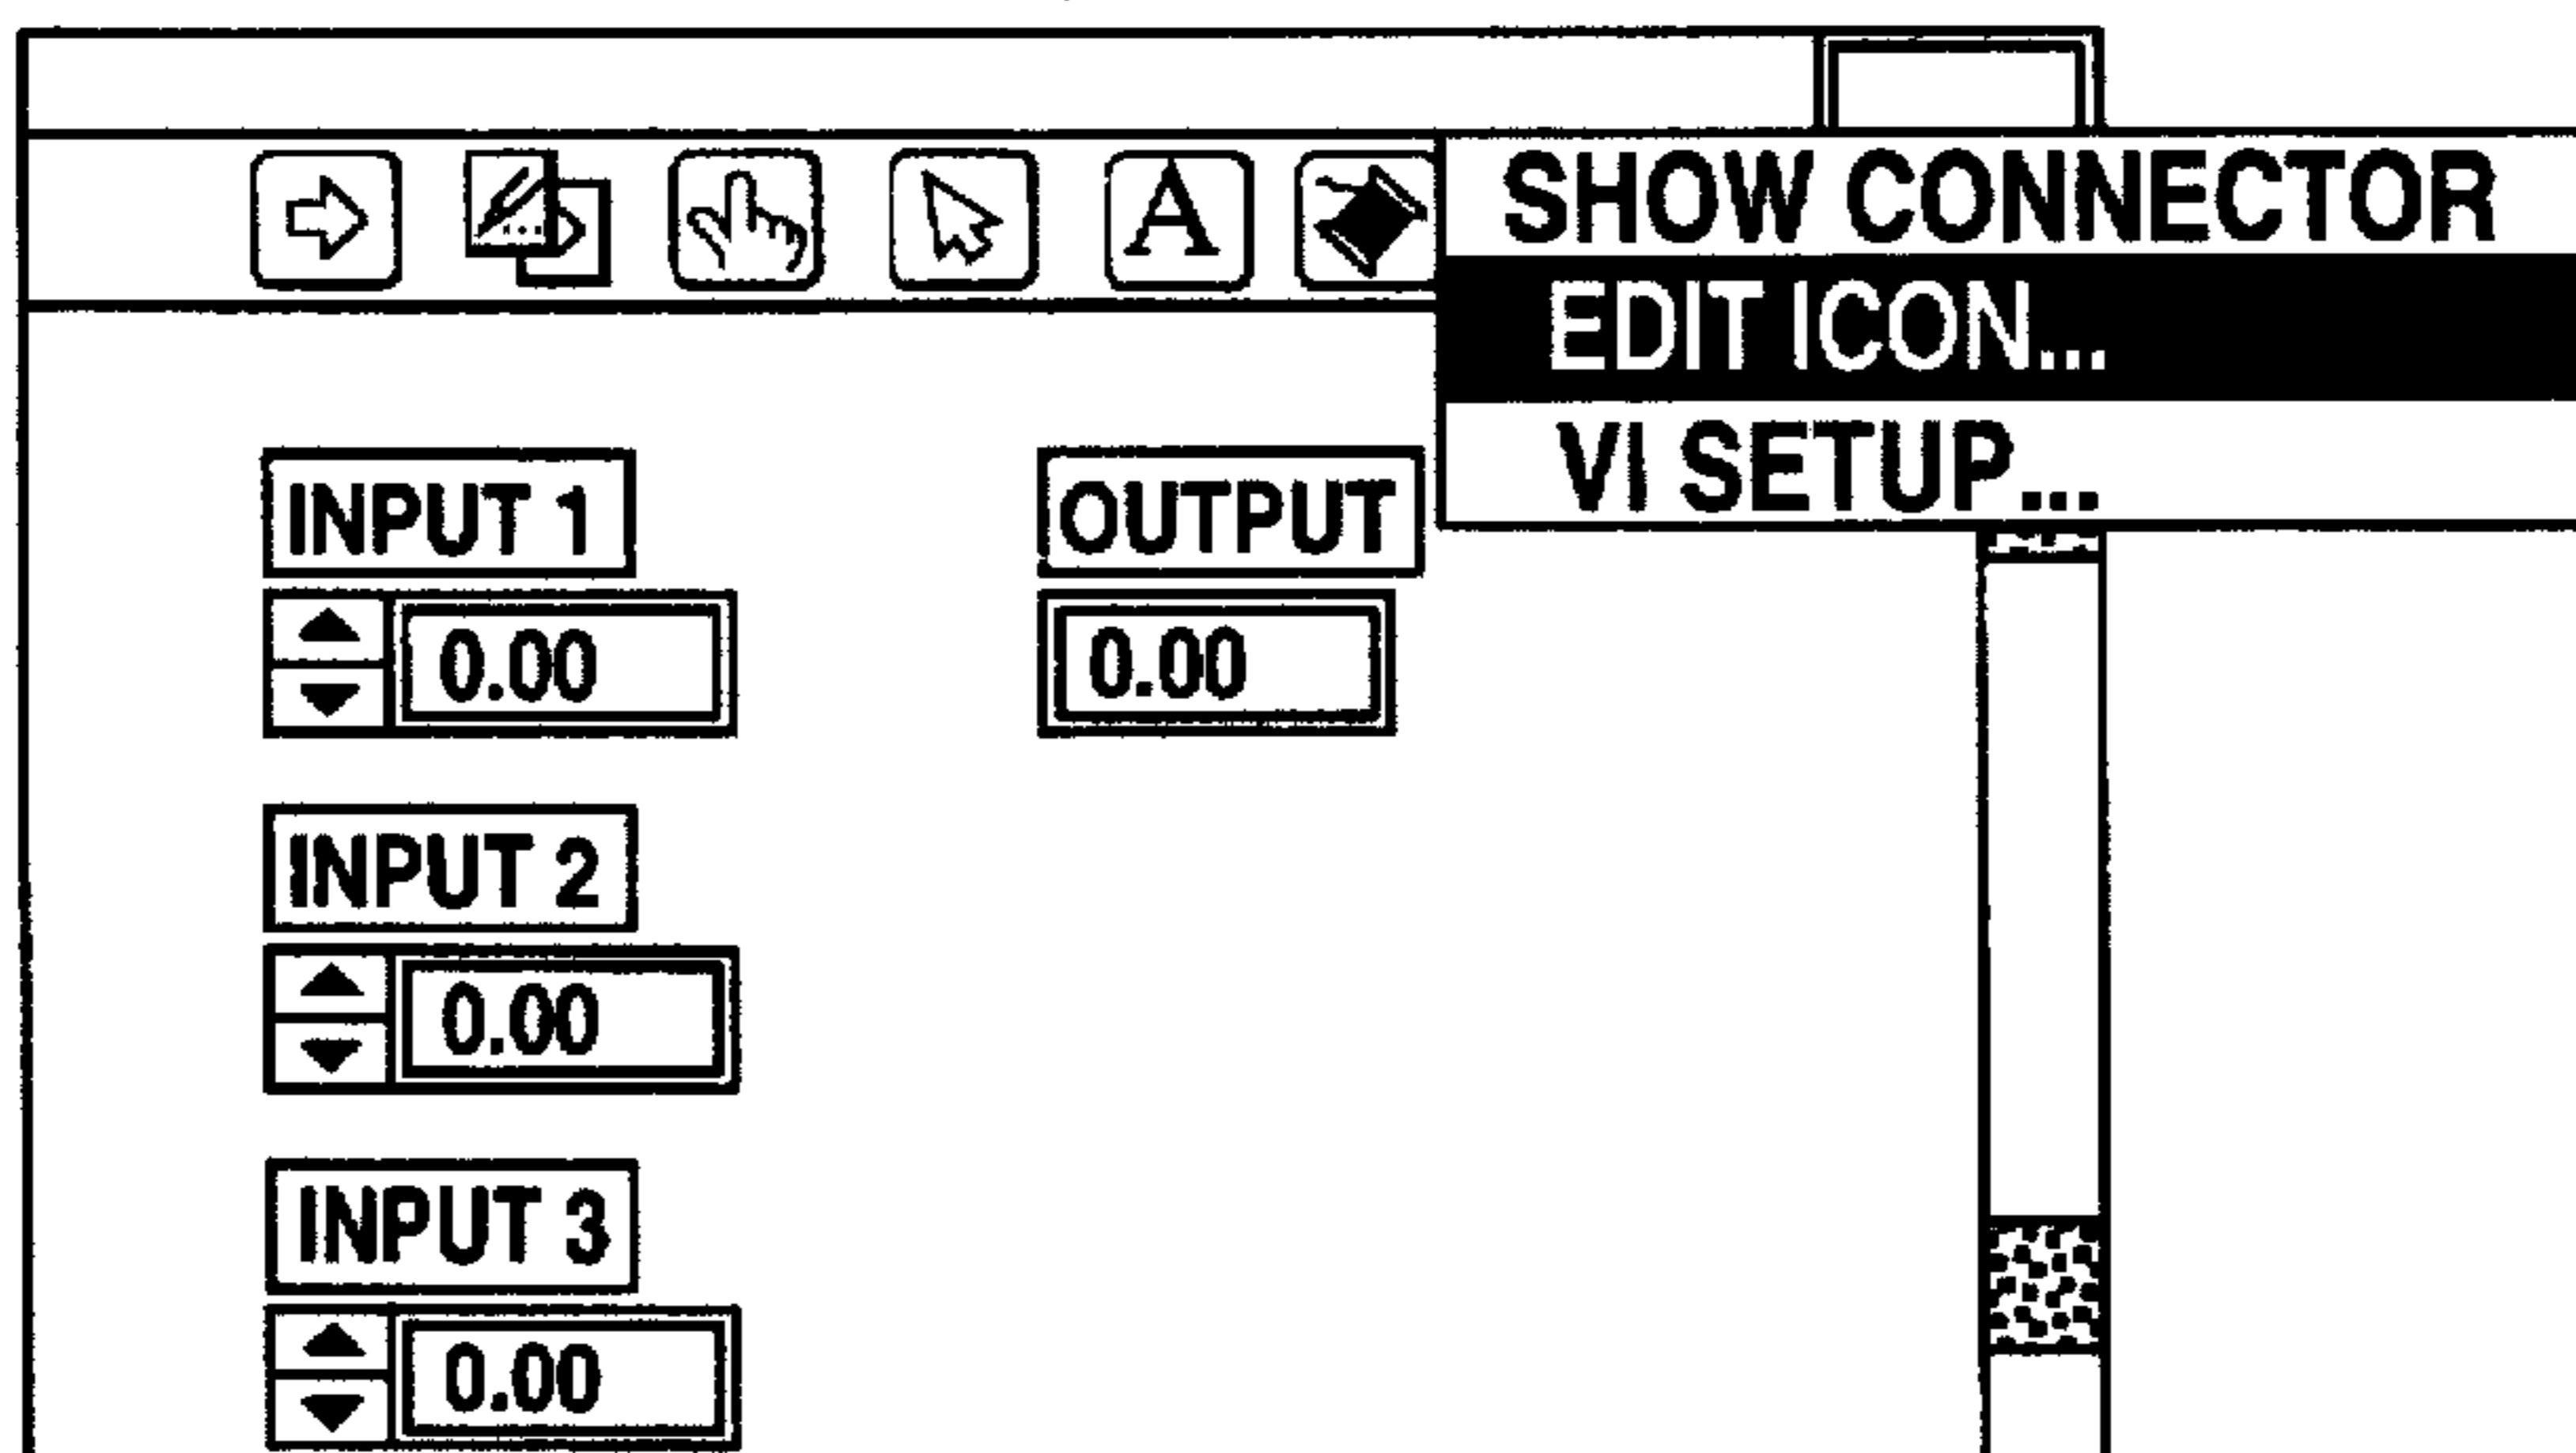 A
SHOW CONNECTOR
EDIT ICON...
VI SETUP...
INPUT 1
OUTPUT
0.00
0.00
INPUT 2
0.00
INPUT 3
0.00